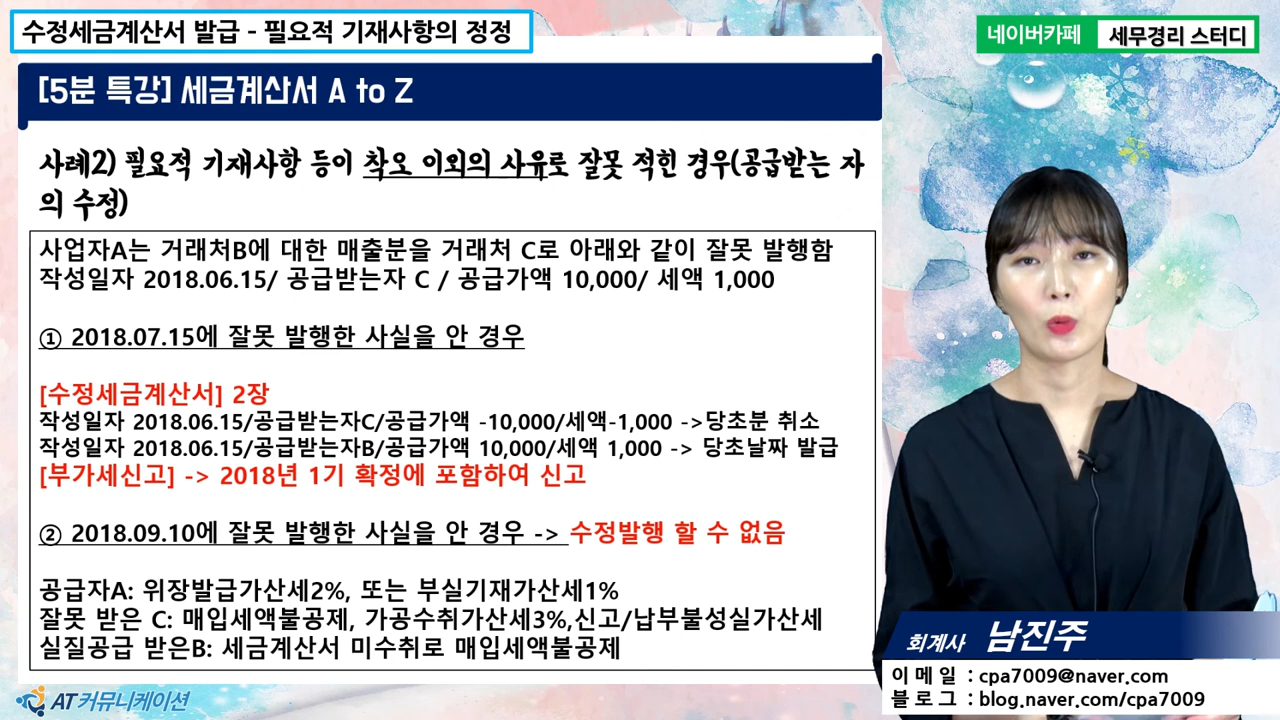 수정세금계산서 발급 - 필요적 기재사항의 정정
네이버카페 세무경리 스터디
[5분 특강] 세금계산서 A to Z
사례2) 필요적 기재사항 등이 착오 이외의 사유로 잘못 적힌 경우(공급받는 자
의 수정)
사업자A는 거래처B에 대한 매출분을 거래처 C로 아래와 같이 잘못 발행함
작성일자 2018.06.15/ 공급받는자 C / 공급가액 10,000/ 세액 1,000
① 2018.07.15에 잘못 발행한 사실을 안 경우
[수정세금계산서] 2장
작성일자 2018.06.15/공급받는자C/공급가액 -10,000/세액-1,000 ->당초분 취소
작성일자 2018.06.15/공급받는자B/공급가액 10,000/세액 1,000 -> 당초날짜 발급
[부가세신고] -> 2018년 1기 확정에 포함하여 신고
② 2018.09.10에 잘못 발행한 사실을 안 경우 -> 수정발행 할 수 없음
공급자A: 위장발급가산세2%, 또는 부실기재가산세1%
잘못 받은 C: 매입세액불공제, 가공수취가산세3%,신고/납부불성실가산세
실질공급 받은B: 세금계산서 미수취로 매입세액불공제
회계사 남진주
이 메 일 : cpa7009@naver.com
블 로 그 : blog.naver.com/cpa7009
AT커뮤니케이션